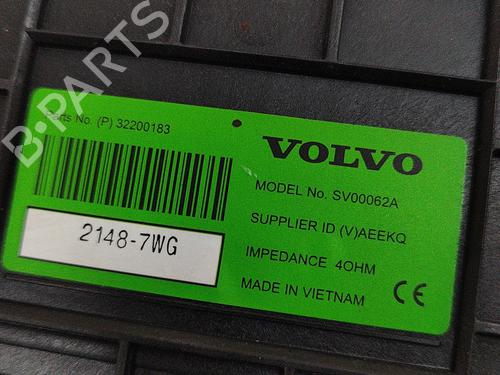 Parts No. (P) 32200183
VOLVO
MODEL No. SV00062A
SUPPLIER ID (V)AEEKQ
2148-7WG
IMPEDANCE 4OHM
MADE IN VIETNAM
CE
B-PARTS
B-PARTS